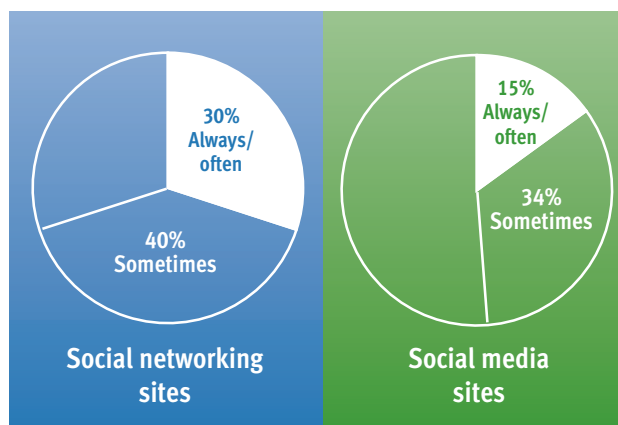 30%
Always/
often
40%
Sometimes
Social networking
sites
15%
Always/
often
34%
Sometimes
Social media
sites